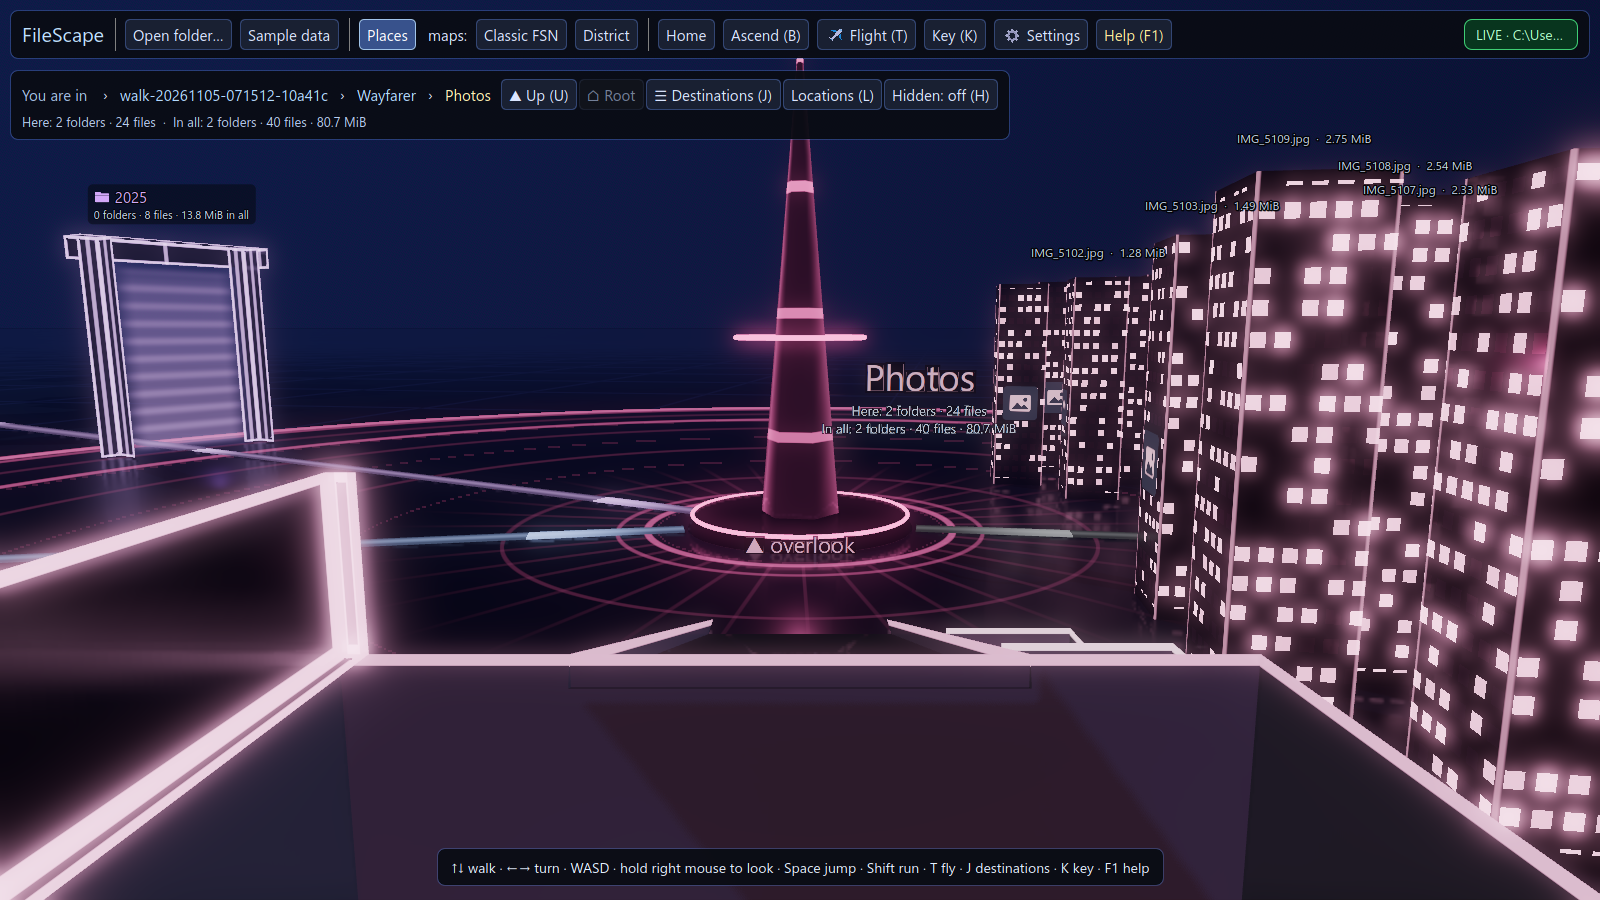 FileScape Open folder... Sample data Places maps: Classic FSN District Home Ascend (B) Flight (T) Key (K) Settings Help (F1) LIVE · C:\Use...
You are in › walk-20261105-071512-10a41c › Wayfarer › Photos ▲ Up (U) Root ☰ Destinations (J) Locations (L) Hidden: off (H)
Here: 2 folders · 24 files · In all: 2 folders · 40 files · 80.7 MiB
IMG_5109.jpg · 2.75 MiB
IMG_5108.jpg · 2.54 MiB
IMG_5107.jpg · 2.33 MiB
2025
0 folders · 8 files · 13.8 MiB in all
IMG_5103.jpg · 1.49 MiB
IMG_5102.jpg · 1.28 MiB
Photos
Here: 2 folders · 24 files
In all: 2 folders · 40 files · 80.7 MiB
▲ overlook
↑↓ walk · ←→ turn · WASD · hold right mouse to look · Space jump · Shift run · T fly · J destinations · K key · F1 help